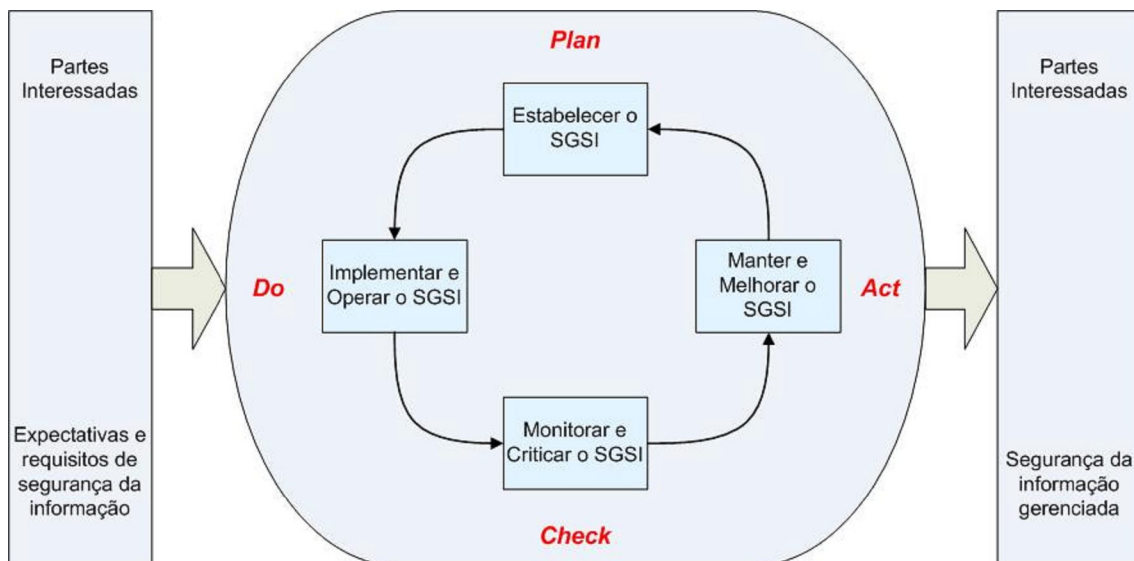 Partes
Interessadas
Expectativas e
requisitos de
segurança da
informação
Plan
Estabelecer o
SGSI
Do
Implementar e
Operar o SGSI
Manter e
Melhorar o
SGSI
Act
Monitorar e
Criticar o SGSI
Check
Partes
Interessadas
Segurança da
informação
gerenciada